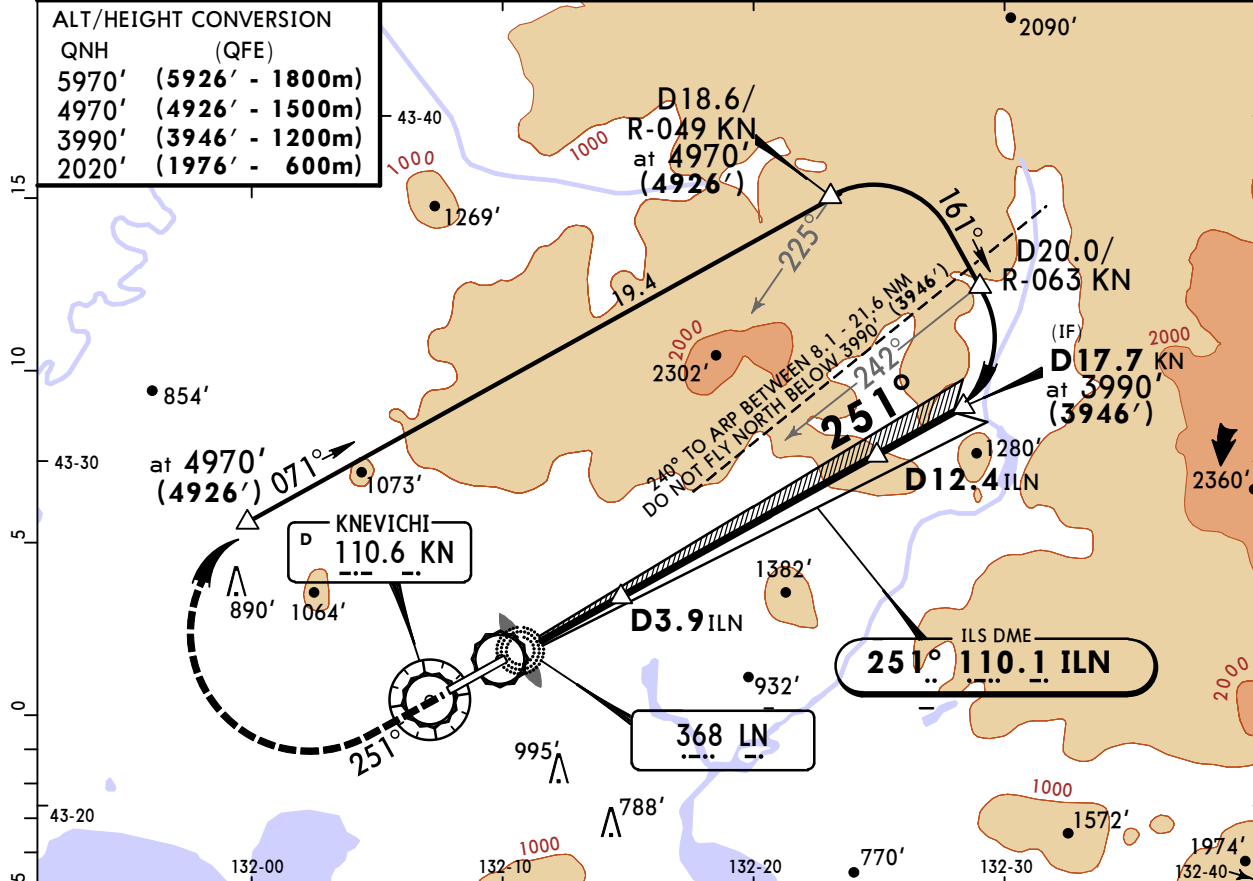 ALT/HEIGHT CONVERSION
QNH (QFE)
5970' (5926' - 1800m)
4970' (4926' - 1500m)
3990' (3946' - 1200m)
2020' (1976' - 600m)
2090'
43-40
D18.6/
R-049 KN
at 4970'
(4926')
1000
1000
15
1269'
161°
225°
D20.0/
R-063 KN
19.4
240° TO ARP BETWEEN 8.1 - 21.6 NM
DO NOT FLY NORTH BELOW 3990' (3946')
242°
251°
(IF)
D17.7 KN
at 3990'
(3946')
2000
2000
2302'
10
854'
43-30
at 4970'
(4926')
071°
1073'
1280'
D12.4 ILN
2360'
5
KNEVICHI
D 110.6 KN
890'
1064'
1382'
D3.9 ILN
ILS DME
251° 110.1 ILN
932'
2000
0
368 LN
251°
995'
788'
43-20
1000
1572'
1000
1974'
770'
5
132-00
132-10
132-20
132-30
132-40